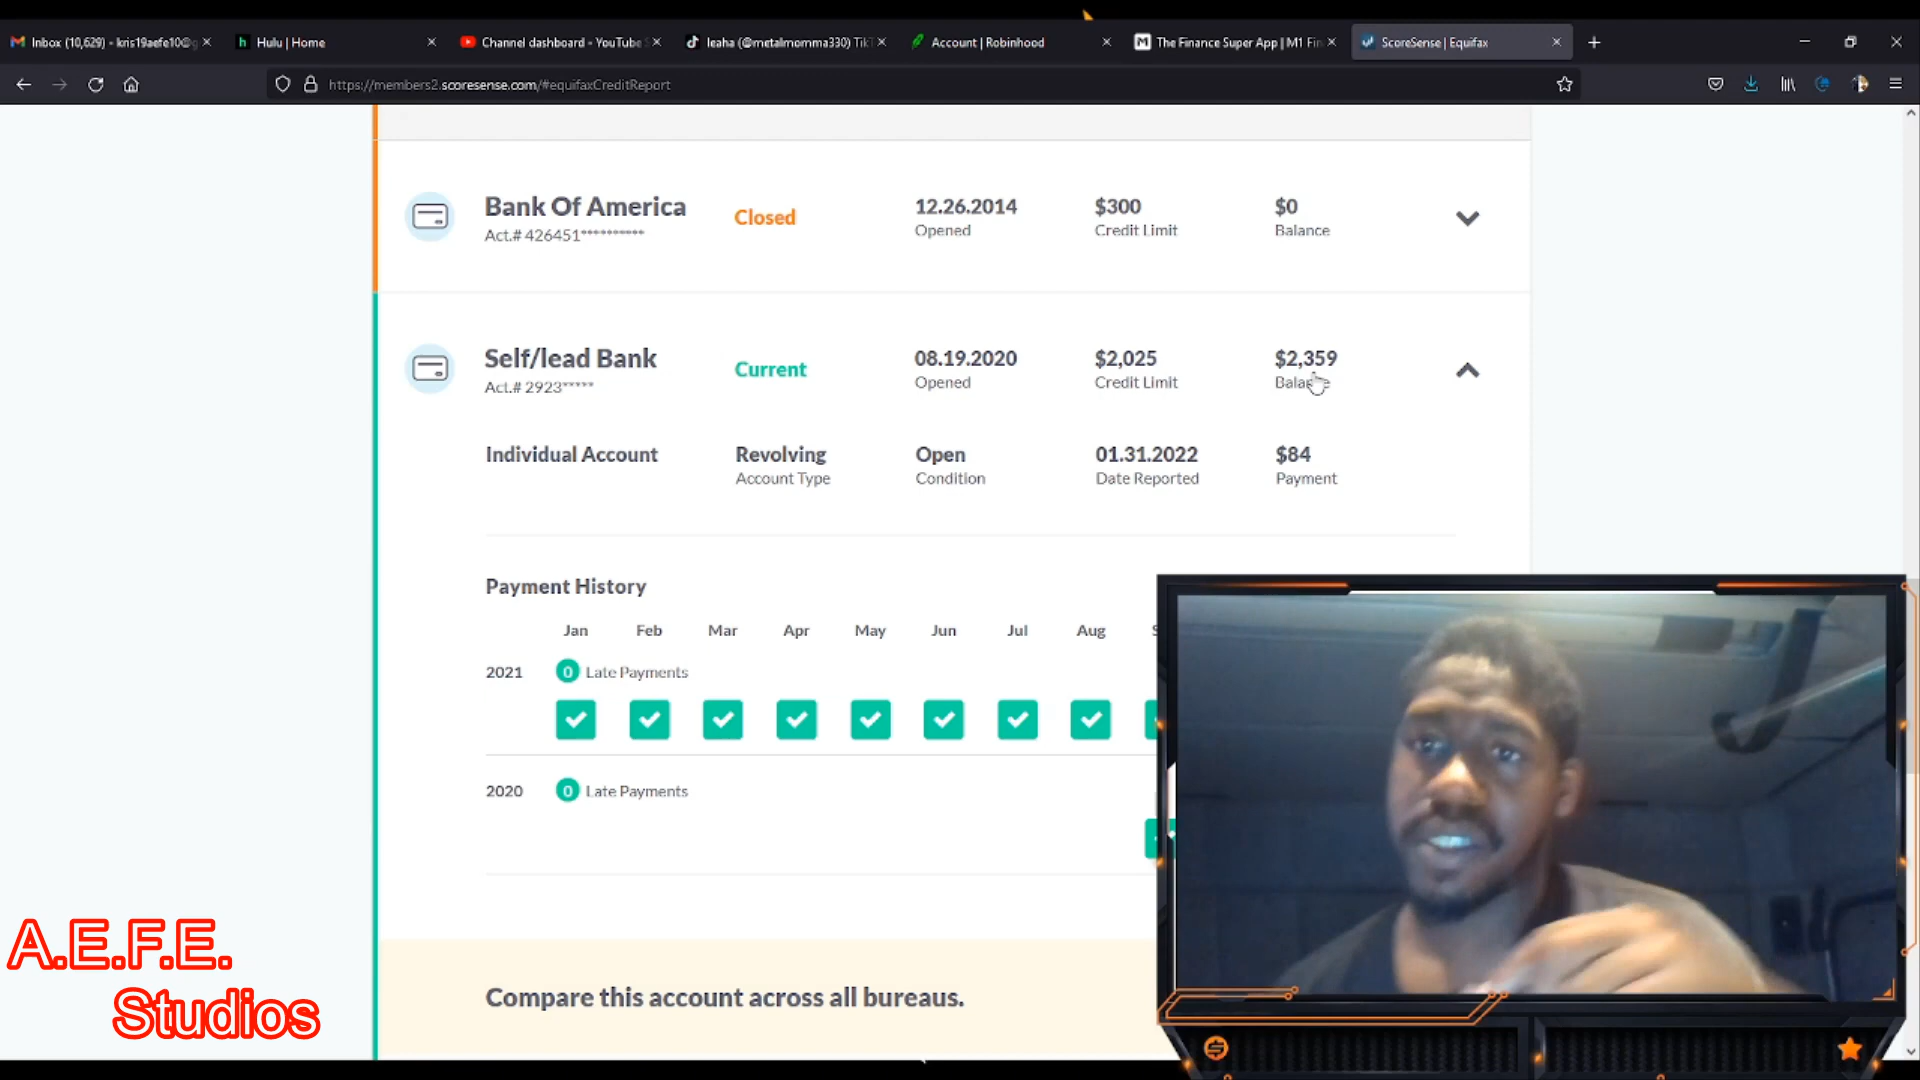 Inbox (10,629) - kris19aefe10@g
Hulu | Home
Channel dashboard - YouTube S
leaha (@metalmomma330) TikT
Account | Robinhood
The Finance Super App | M1 Fin
ScoreSense | Equifax
https://members2.scoresense.com/#equifaxCreditReport
Bank Of America
Act.# 426451**********
Closed
12.26.2014
Opened
$300
Credit Limit
$0
Balance
Self/lead Bank
Act.# 2923*****
Current
08.19.2020
Opened
$2,025
Credit Limit
$2,359
Balance
Individual Account
Revolving
Account Type
Open
Condition
01.31.2022
Date Reported
$84
Payment
Payment History
Jan Feb Mar Apr May Jun Jul Aug S
2021 0 Late Payments
2020 0 Late Payments
Compare this account across all bureaus.
A.E.F.E.
Studios